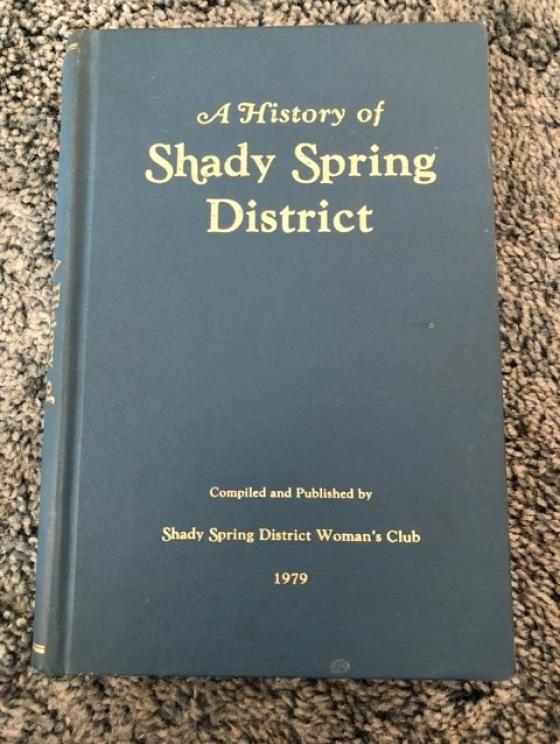 A History of
Shady Spring
District
Compiled and Published by
Shady Spring District Woman's Club
1979